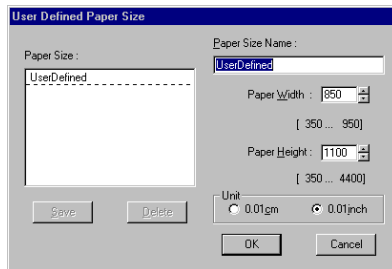 User Defined Paper Size
Paper Size :
UserDefined
Save
Delete
Paper Size Name :
UserDefined
Paper Width : 850
[ 350 ... 950]
Paper Height : 1100
[ 350 ... 4400]
Unit
0.01cm
0.01inch
OK
Cancel